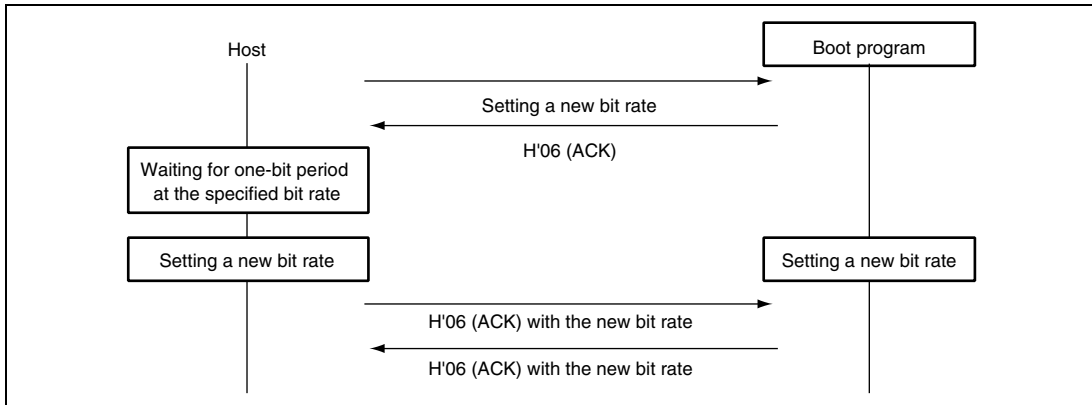 Host
Boot program
Setting a new bit rate
H'06 (ACK)
Waiting for one-bit period
at the specified bit rate
Setting a new bit rate
Setting a new bit rate
H'06 (ACK) with the new bit rate
H'06 (ACK) with the new bit rate